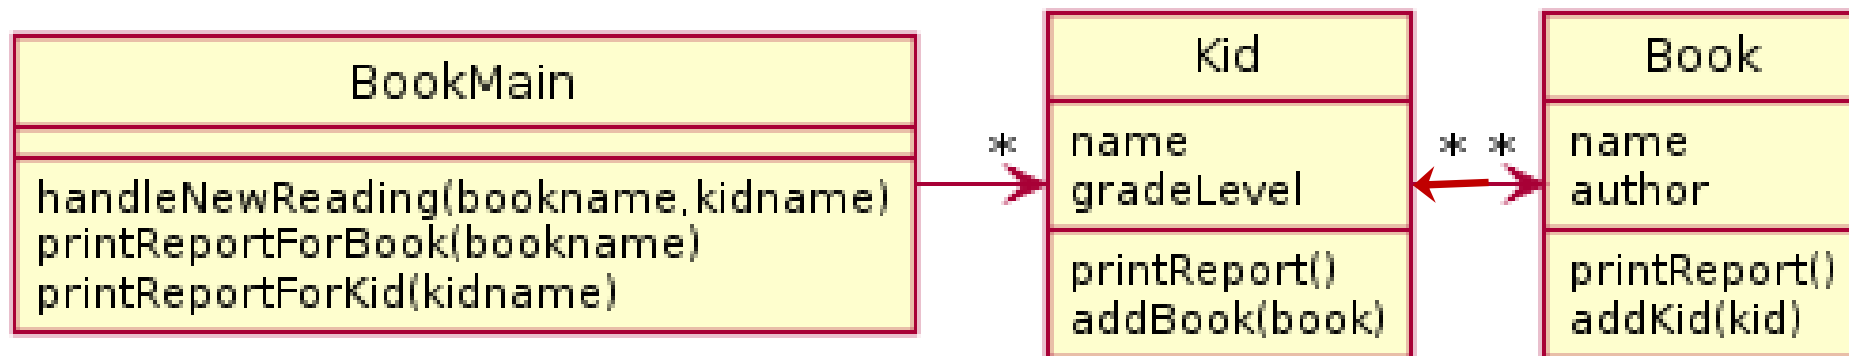 BookMain
handleNewReading(bookname,kidname)
printReportForBook(bookname)
printReportForKid(kidname)
*
Kid
name
gradeLevel
printReport()
addBook(book)
* *
Book
name
author
printReport()
addKid(kid)